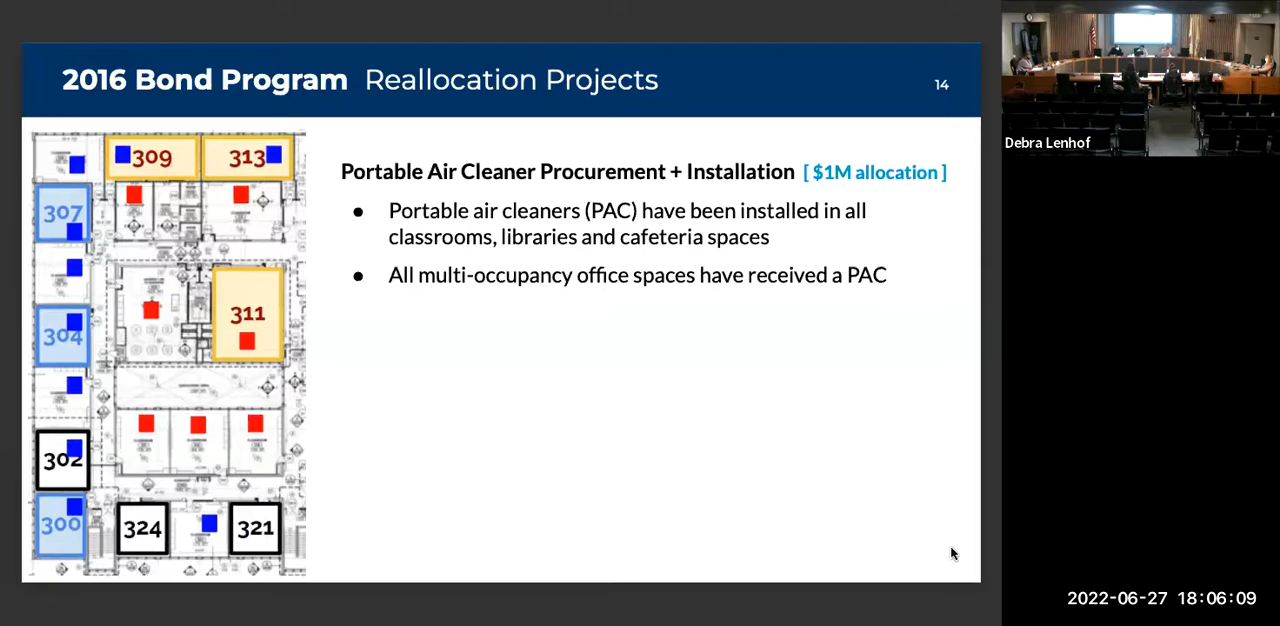 2016 Bond Program Reallocation Projects
14
309
313
307
311
304
302
300
324
321
Portable Air Cleaner Procurement + Installation [ $1M allocation ]
● Portable air cleaners (PAC) have been installed in all
classrooms, libraries and cafeteria spaces
● All multi-occupancy office spaces have received a PAC
Debra Lenhof
2022-06-27 18:06:09